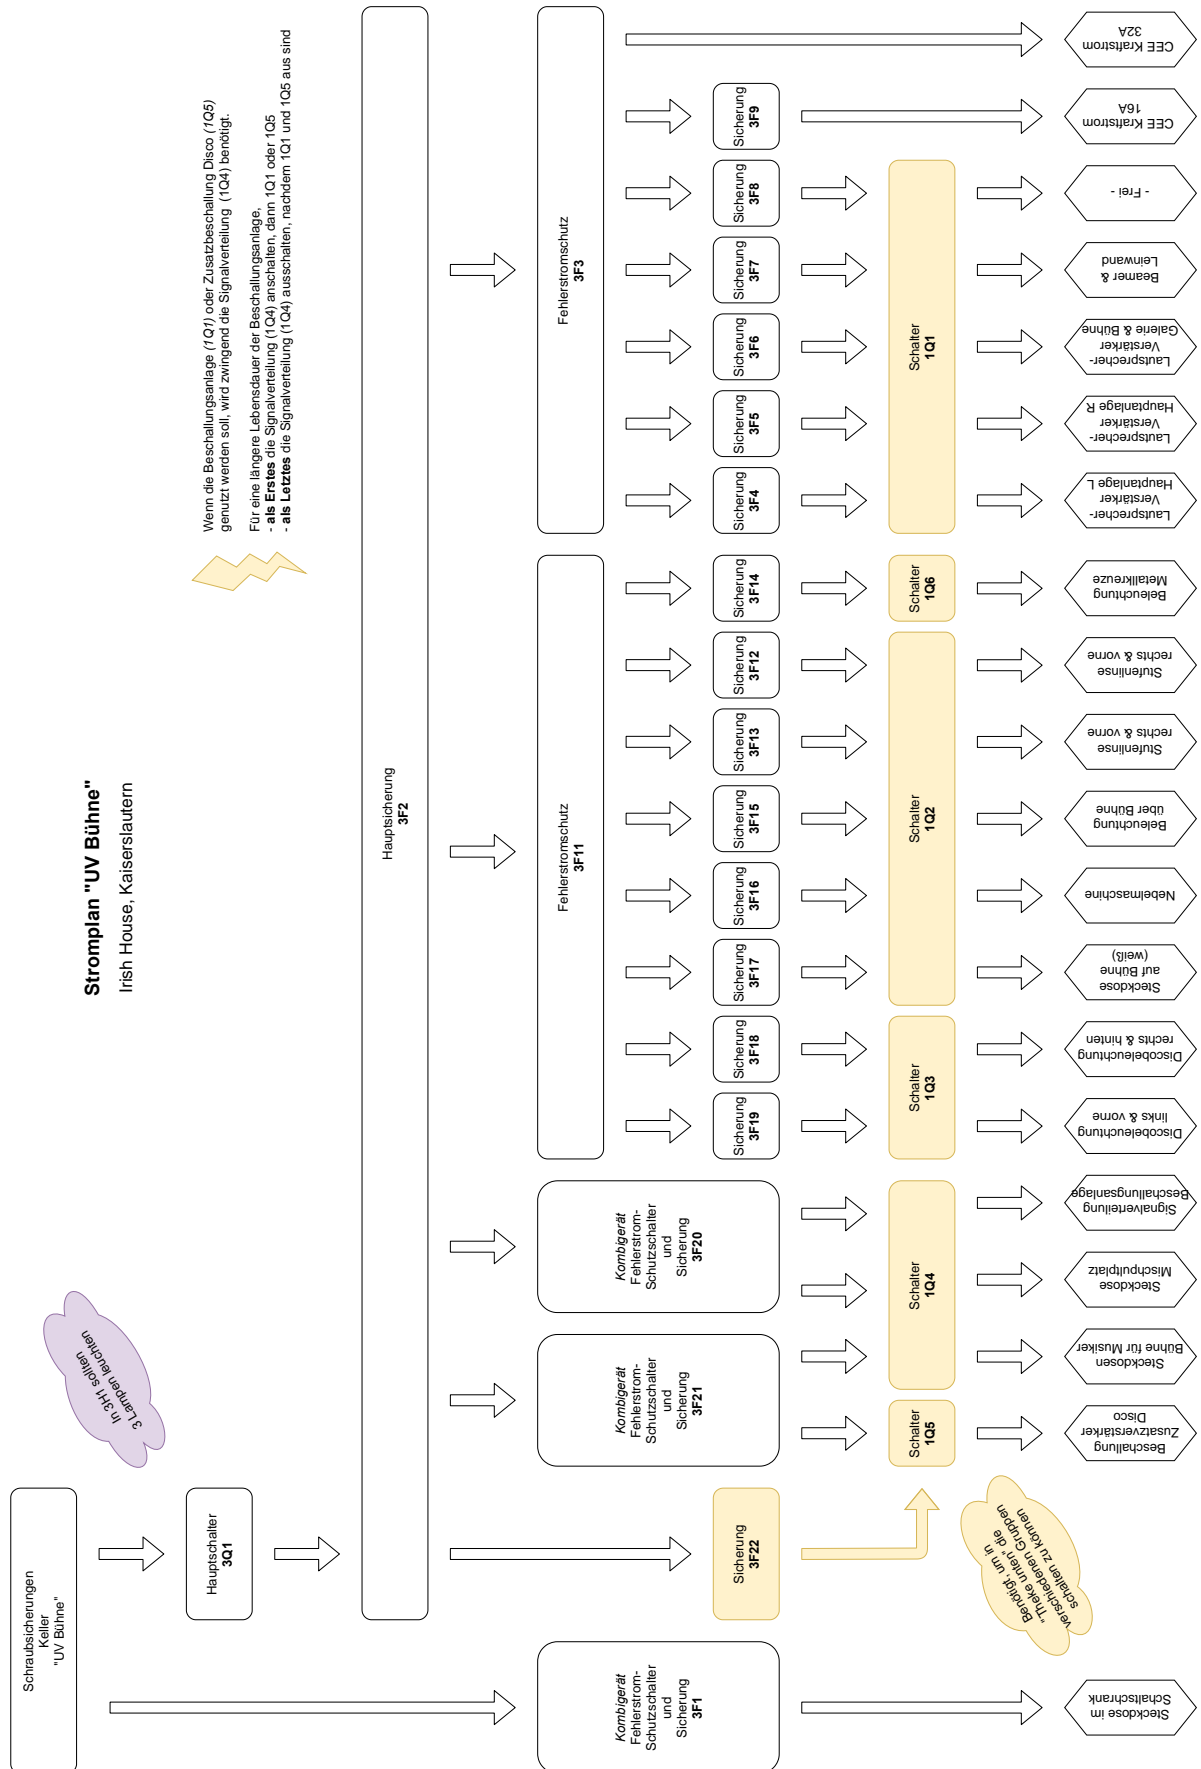 Stromplan "UV Bühne"
Irish House, Kaiserslautern
Schraubsicherungen
Keller
"UV Bühne"
In 3H1 sollten
3 Lampen leuchten
Wenn die Beschallungsanlage (1Q1) oder Zusatzbeschallung Disco (1Q5)
genutzt werden soll, wird zwingend die Signalverteilung (1Q4) benötigt.
Für eine längere Lebensdauer der Beschallungsanlage,
- als Erstes die Signalverteilung (1Q4) anschalten, dann 1Q1 oder 1Q5
- als Letztes die Signalverteilung (1Q4) ausschalten, nachdem 1Q1 und 1Q5 aus sind
Hauptschalter
3Q1
Hauptsicherung
3F2
Kombigerät
Fehlerstrom-
Schutzschalter
und
Sicherung
3F1
Kombigerät
Fehlerstrom-
Schutzschalter
und
Sicherung
3F21
Kombigerät
Fehlerstrom-
Schutzschalter
und
Sicherung
3F20
Fehlerstromschutz
3F11
Fehlerstromschutz
3F3
Sicherung
3F22
Sicherung
3F19
Sicherung
3F18
Sicherung
3F17
Sicherung
3F16
Sicherung
3F15
Sicherung
3F13
Sicherung
3F12
Sicherung
3F14
Sicherung
3F4
Sicherung
3F5
Sicherung
3F6
Sicherung
3F7
Sicherung
3F8
Sicherung
3F9
Schalter
1Q5
Schalter
1Q4
Schalter
1Q3
Schalter
1Q2
Schalter
1Q6
Schalter
1Q1
Benötigt, um in
"Theke unten" die
verschiedenen Gruppen
schalten zu können
Steckdose im
Schaltschrank
Beschallung
Zusatzverstärker
Disco
Steckdosen
Bühne für Musiker
Steckdose
Mischpultplatz
Signalverteilung
Beschallungsanlage
Discobeleuchtung
links & vorne
Discobeleuchtung
rechts & hinten
Steckdose
auf Bühne
(weiß)
Nebelmaschine
Beleuchtung
über Bühne
Stufenlinse
rechts & vorne
Stufenlinse
rechts & vorne
Beleuchtung
Metallkreuze
Lautsprecher-
Verstärker
Hauptanlage L
Lautsprecher-
Verstärker
Hauptanlage R
Lautsprecher-
Verstärker
Galerie & Bühne
Beamer &
Leinwand
- Frei -
CEE Kraftstrom
16A
CEE Kraftstrom
32A